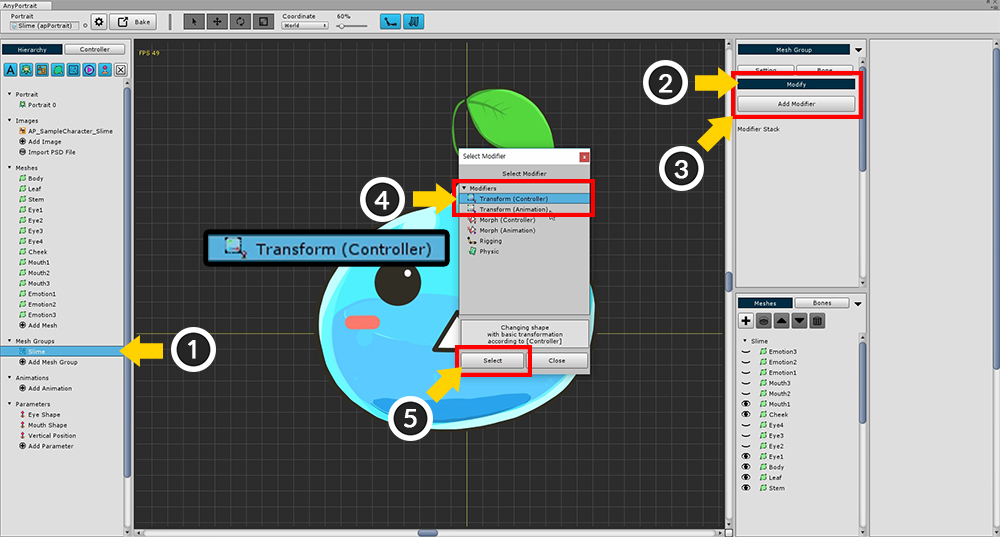 AnyPortrait
Portrait
Slime (apPortrait)
Bake
Coordinate
World
60%
Hierarchy
Controller
FPS 49
Portrait
Portrait 0
Images
AP_SampleCharacter_Slime
Add Image
Import PSD File
Meshes
Body
Leaf
Stem
Eye1
Eye2
Eye3
Eye4
Cheek
Mouth1
Mouth2
Mouth3
Emotion1
Emotion2
Emotion3
Add Mesh
Mesh Groups
Slime
Add Mesh Group
Animations
Add Animation
Parameters
Eye Shape
Mouth Shape
Vertical Position
Add Parameter
1
Transform (Controller)
4
Select Modifier
Select Modifier
Modifiers
Transform (Controller)
Transform (Animation)
Morph (Controller)
Morph (Animation)
Rigging
Physic
Changing shape
with basic transformation
according to [Controller]
Select
Close
5
Mesh Group
Setting
Bone
2
Modify
Add Modifier
3
Modifier Stack
Meshes
Bones
Slime
Emotion3
Emotion2
Emotion1
Mouth3
Mouth2
Mouth1
Cheek
Eye4
Eye3
Eye2
Eye1
Body
Leaf
Stem